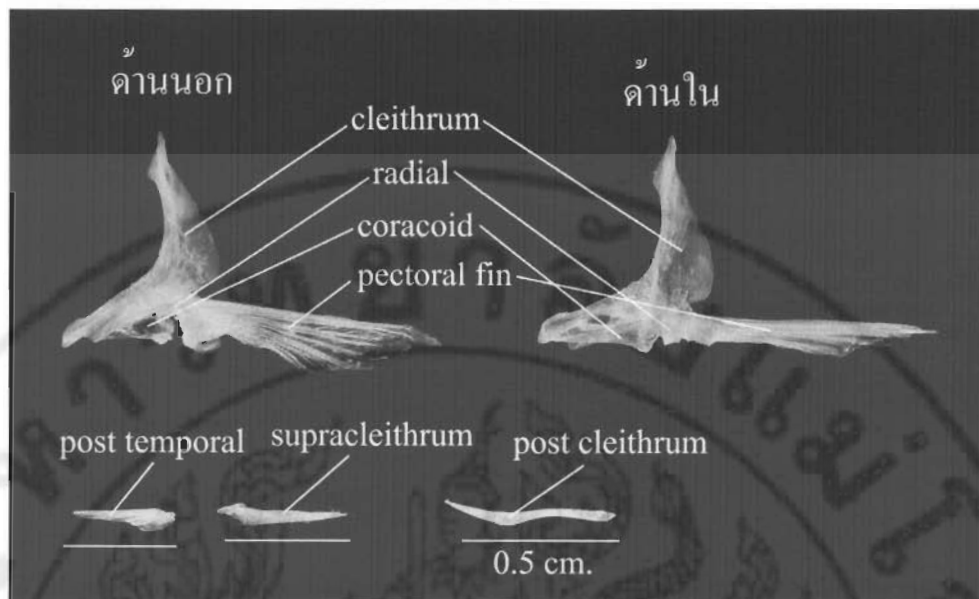 ด้านนอก
ด้านใน
cleithrum
radial
coracoid
pectoral fin
post temporal
supracleithrum
post cleithrum
0.5 cm.